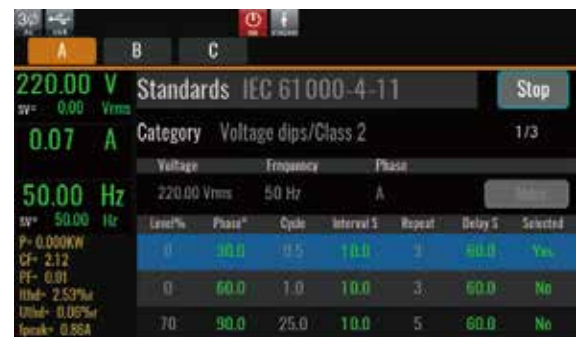 3Ø
A B C
220.00 V
SV= 0.00 Vrms
0.07 A
50.00 Hz
SV= 50.00 Hz
P= 0.000KW
CF= 2.12
PF= 0.01
Ithd= 2.53%
Uthd= 0.06%
Ipeak= 0.86A
Standards IEC 61000-4-11 Stop
Category Voltage dips/Class 2 1/3
Voltage Frequency Phase
220.00 Vrms 50 Hz A
Level% Phase° Cycle Interval S Repeat Delay S Selected
0 30.0 0.5 10.0 3 60.0 Yes
0 60.0 1.0 10.0 3 60.0 No
70 90.0 25.0 10.0 5 60.0 No